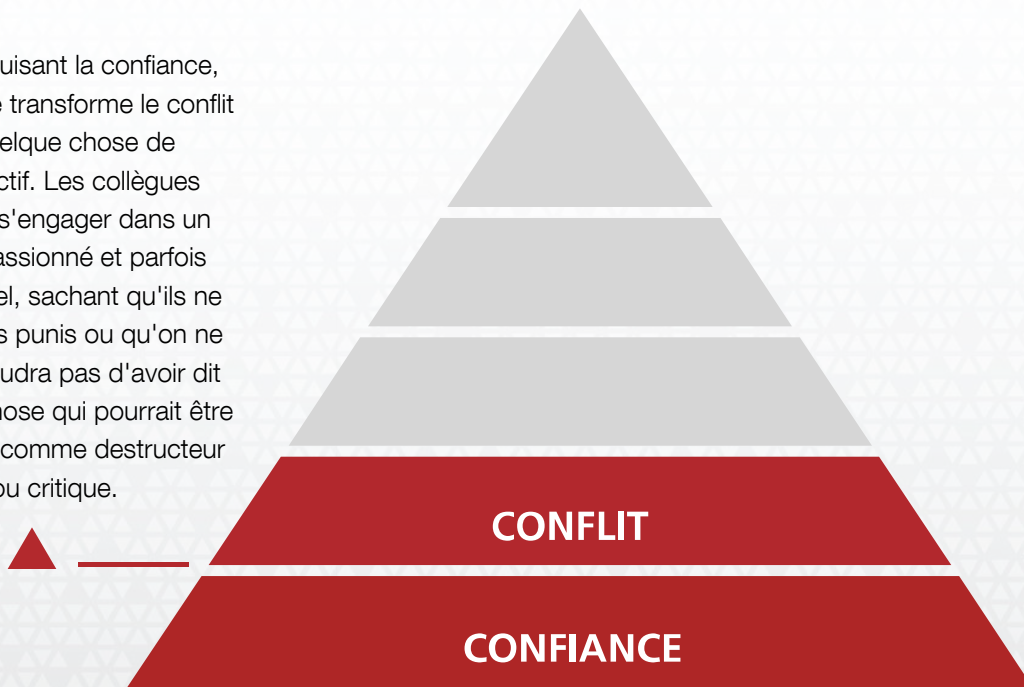 uisant la confiance,
transforme le conflit
elque chose de
ctif. Les collègues
s'engager dans un
assionné et parfois
el, sachant qu'ils ne
s punis ou qu'on ne
udra pas d'avoir dit
hose qui pourrait être
comme destructeur
ou critique.
CONFLIT
CONFIANCE